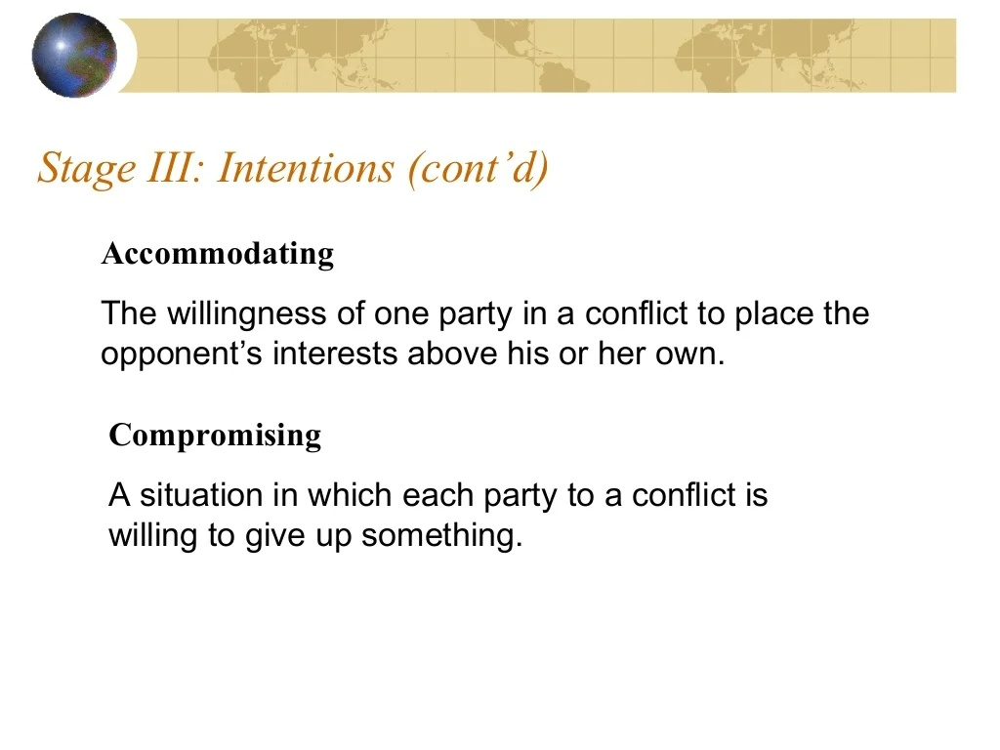 Stage III: Intentions (cont’d)
Accommodating
The willingness of one party in a conflict to place the
opponent’s interests above his or her own.
Compromising
A situation in which each party to a conflict is
willing to give up something.